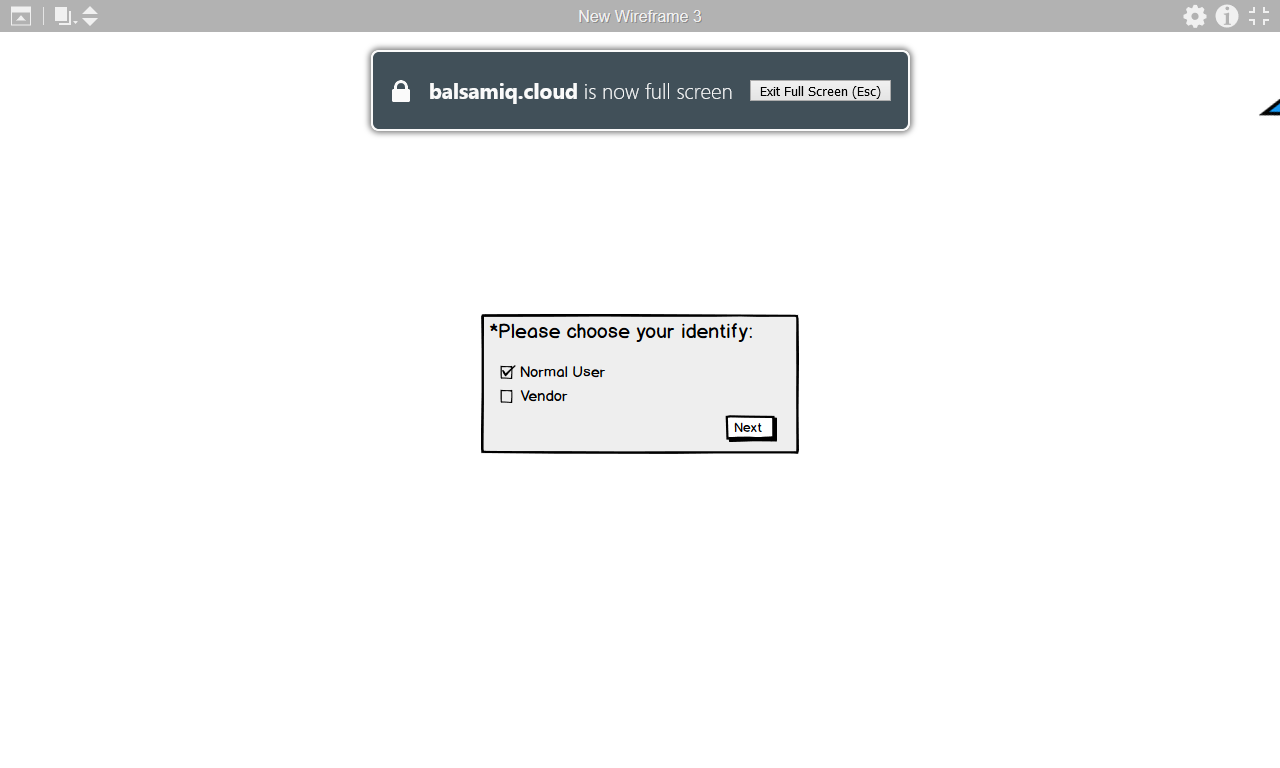 New Wireframe 3
balsamiq.cloud is now full screen
Exit Full Screen (Esc)
*Please choose your identify:
Normal User
Vendor
Next